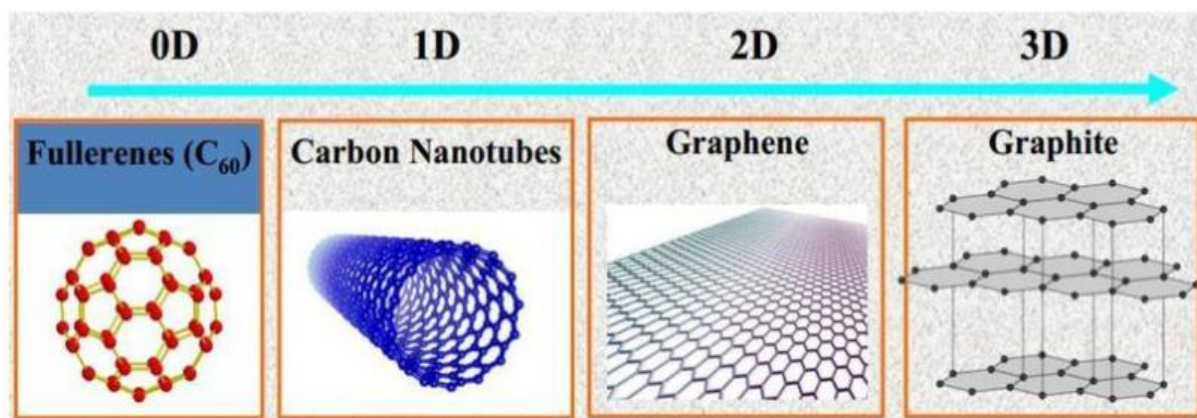 0D 1D 2D 3D
Fullerenes (C₆₀)
Carbon Nanotubes
Graphene
Graphite